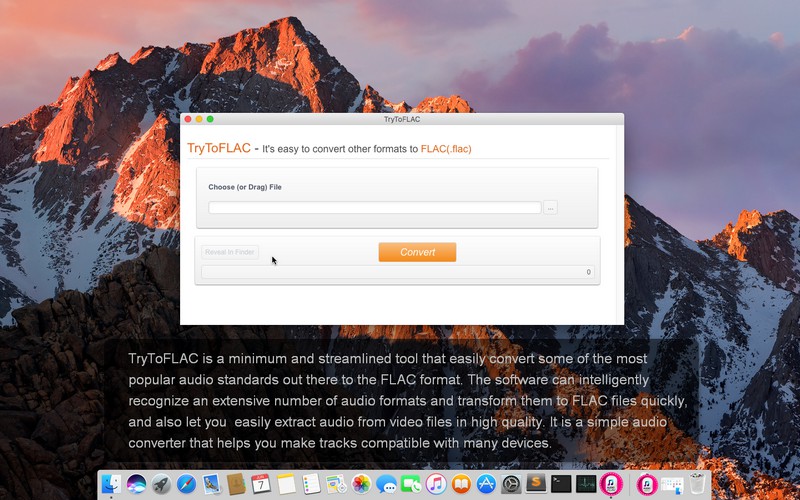 TryToFLAC
TryToFLAC - It's easy to convert other formats to FLAC(.flac)
Choose (or Drag) File
...
Reveal In Finder
Convert
0
TryToFLAC is a minimum and streamlined tool that easily convert some of the most
popular audio standards out there to the FLAC format. The software can intelligently
recognize an extensive number of audio formats and transform them to FLAC files quickly,
and also let you easily extract audio from video files in high quality. It is a simple audio
converter that helps you make tracks compatible with many devices.
7